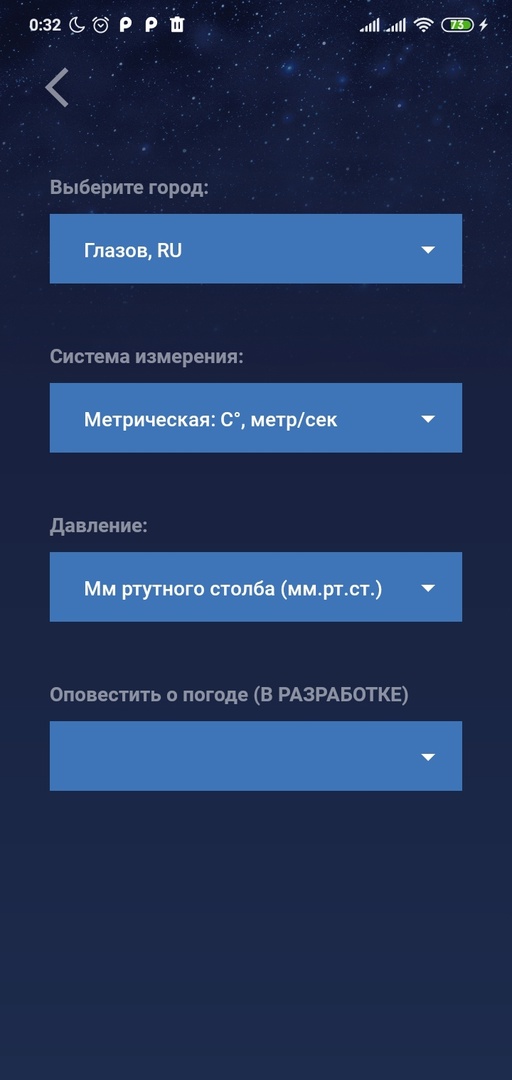 0:32
73
Выберите город:
Глазов, RU
Система измерения:
Метрическая: C°, метр/сек
Давление:
Мм ртутного столба (мм.рт.ст.)
Оповестить о погоде (В РАЗРАБОТКЕ)